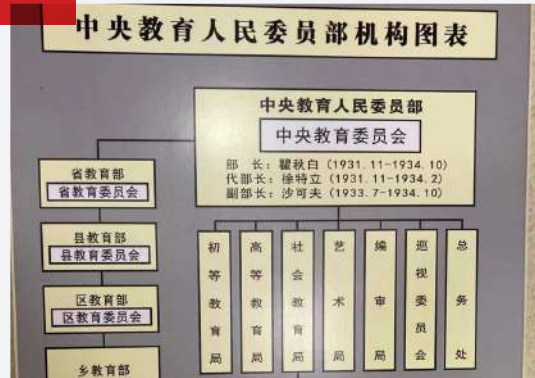 中央教育人民委员部机构图表
中央教育人民委员部
中央教育委员会
部 长：瞿秋白（1931.11-1934.10）
代部长：徐特立（1931.11-1934.2）
副部长：沙可夫（1933.7-1934.10）
省教育部
省教育委员会
县教育部
县教育委员会
区教育部
区教育委员会
乡教育部
初等教育局
高等教育局
社会教育局
艺术局
编审局
巡视委员会
总务处